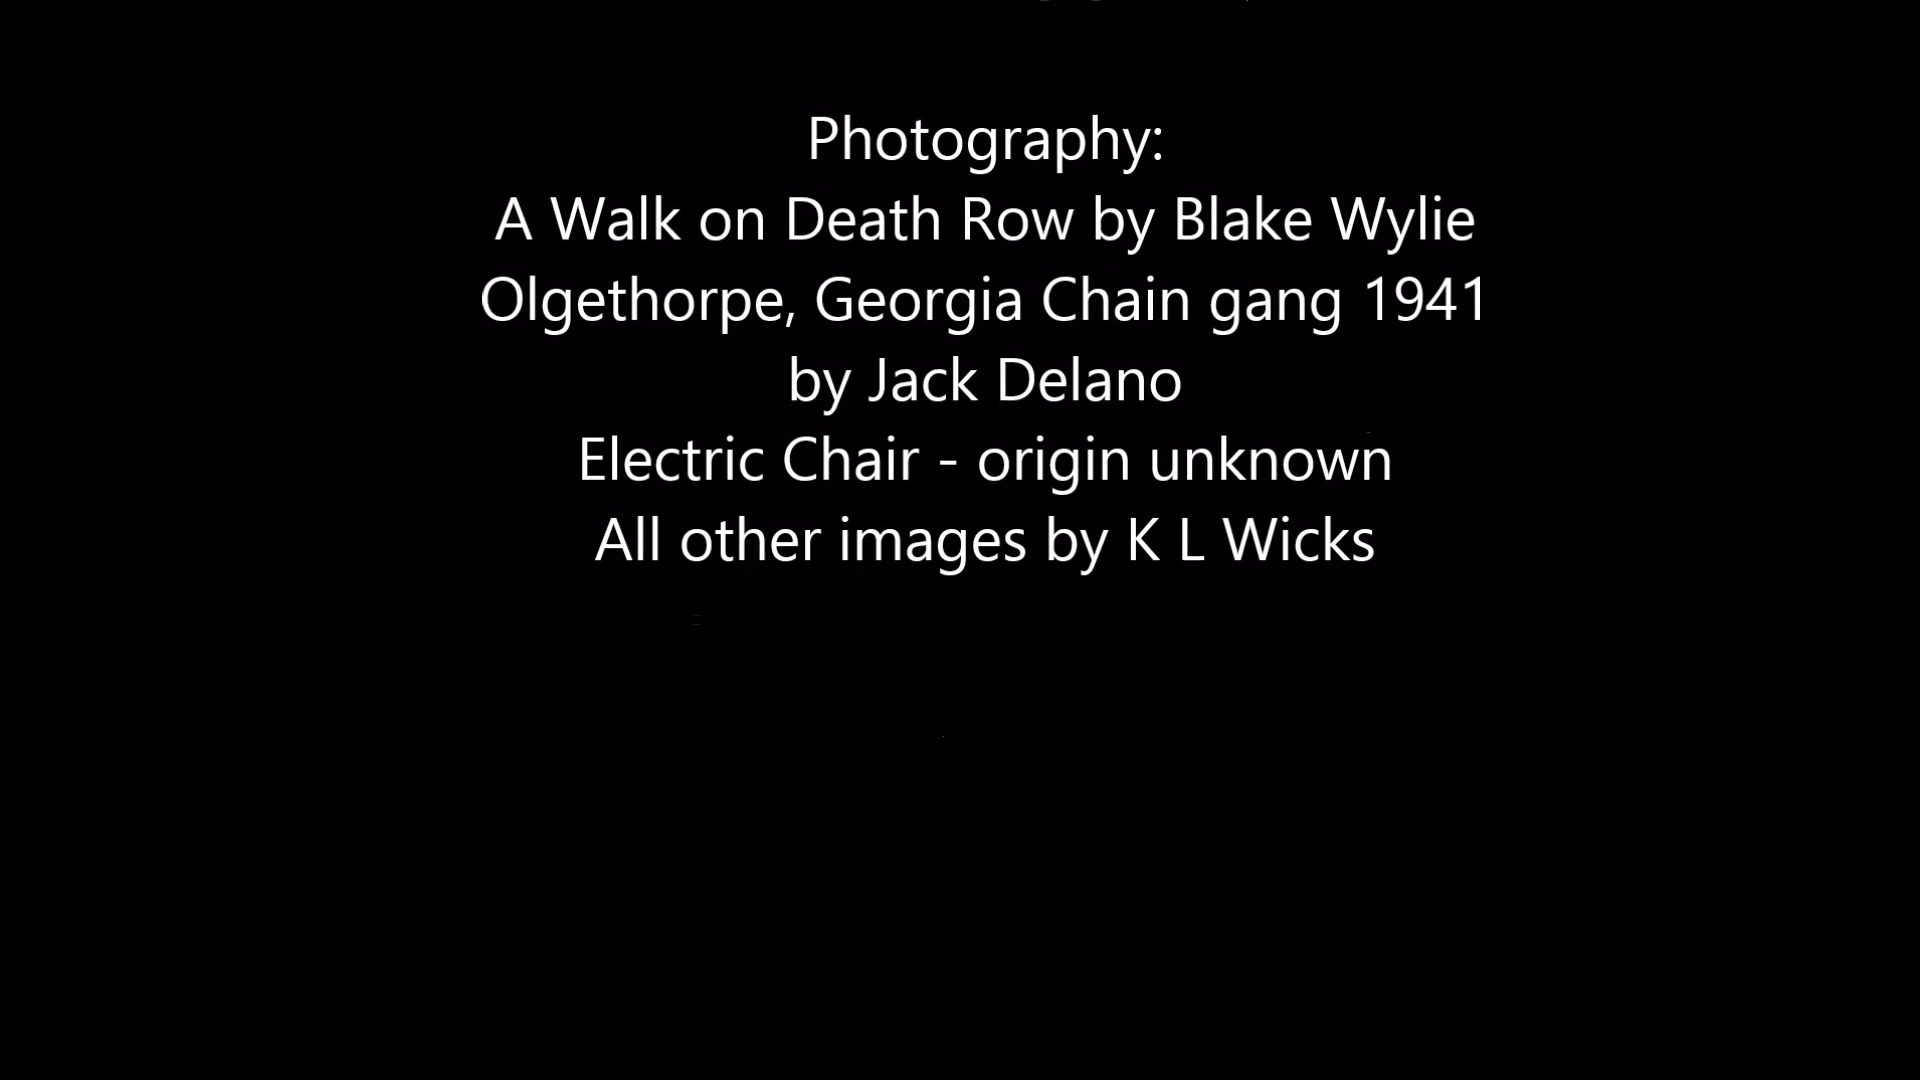 Photography:
A Walk on Death Row by Blake Wylie
Olgethorpe, Georgia Chain gang 1941
by Jack Delano
Electric Chair - origin unknown
All other images by K L Wicks